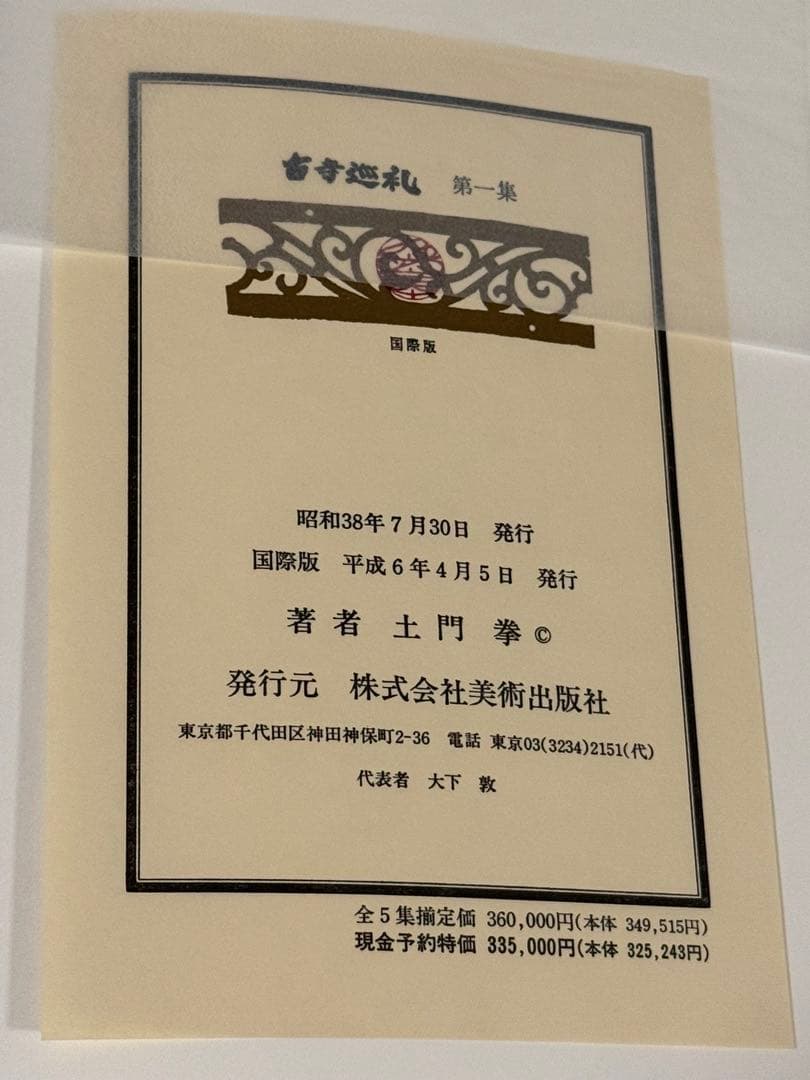 古寺巡礼 第一集
国際版
昭和38年7月30日 発行
国際版 平成6年4月5日 発行
著者 土門 拳©
発行元 株式会社美術出版社
東京都千代田区神田神保町2-36 電話 東京03(3234)2151(代)
代表者 大下 敦
全5集揃定価 360,000円(本体 349,515円)
現金予約特価 335,000円(本体 325,243円)